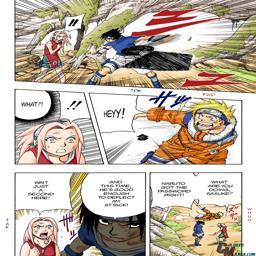 TOK
FWP
WHAT?!
!!
HEYY!
WHAT
ARE
YOU
DOING,
SASUKE?
NARUTO
GOT THE
PASSWORD
RIGHT!
AND
THIS TIME,
HE'S GOOD
ENOUGH
TO DEFLECT
MY
ATTACK!
WAIT
JUST
A
SECOND
HERE!